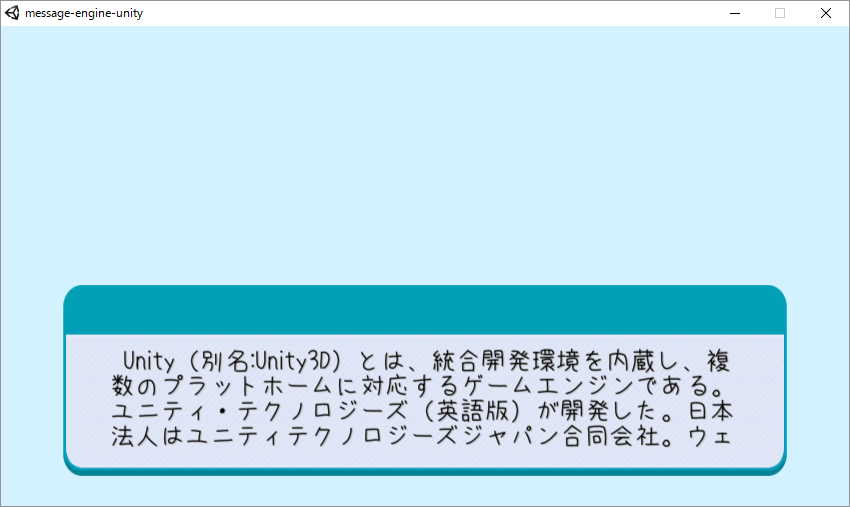 message-engine-unity
Unity（別名:Unity3D）とは、統合開発環境を内蔵し、複
数のプラットホームに対応するゲームエンジンである。
ユニティ・テクノロジーズ（英語版）が開発した。日本
法人はユニティテクノロジーズジャパン合同会社。ウェ